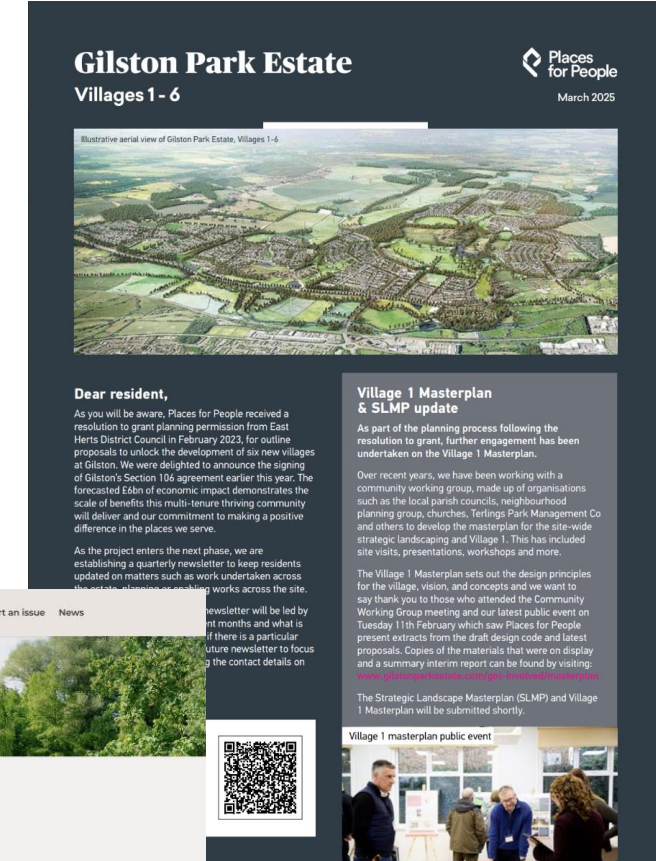 Gilston Park Estate
Villages 1 - 6
Places
for People
March 2025
Illustrative aerial view of Gilston Park Estate, Villages 1-6
Dear resident,
As you will be aware, Places for People received a
resolution to grant planning permission from East
Herts District Council in February 2023, for outline
proposals to unlock the development of six new villages
at Gilston. We were delighted to announce the signing
of Gilston's Section 106 agreement earlier this year. The
forecasted £6bn of economic impact demonstrates the
scale of benefits this multi-tenure thriving community
will deliver and our commitment to making a positive
difference in the places we serve.
As the project enters the next phase, we are
establishing a quarterly newsletter to keep residents
updated on matters such as work undertaken across
the estate, planning or enabling works across the site.
newsletter will be led by
months and what is
if there is a particular
future newsletter to focus
the contact details on
Village 1 Masterplan
& SLMP update
As part of the planning process following the
resolution to grant, further engagement has been
undertaken on the Village 1 Masterplan.
Over recent years, we have been working with a
community working group, made up of organisations
such as the local parish councils, neighbourhood
planning group, churches, Terlings Park Management Co
and others to develop the masterplan for the site-wide
strategic landscaping and Village 1. This has included
site visits, presentations, workshops and more.
The Village 1 Masterplan sets out the design principles
for the village, vision, and concepts and we want to
say thank you to those who attended the Community
Working Group meeting and our latest public event on
Tuesday 11th February which saw Places for People
present extracts from the draft design code and latest
proposals. Copies of the materials that were on display
and a summary interim report can be found by visiting:
www.gilstonparkestate.com/get-involved/masterplan
The Strategic Landscape Masterplan (SLMP) and Village
1 Masterplan will be submitted shortly.
Village 1 masterplan public event
an issue News